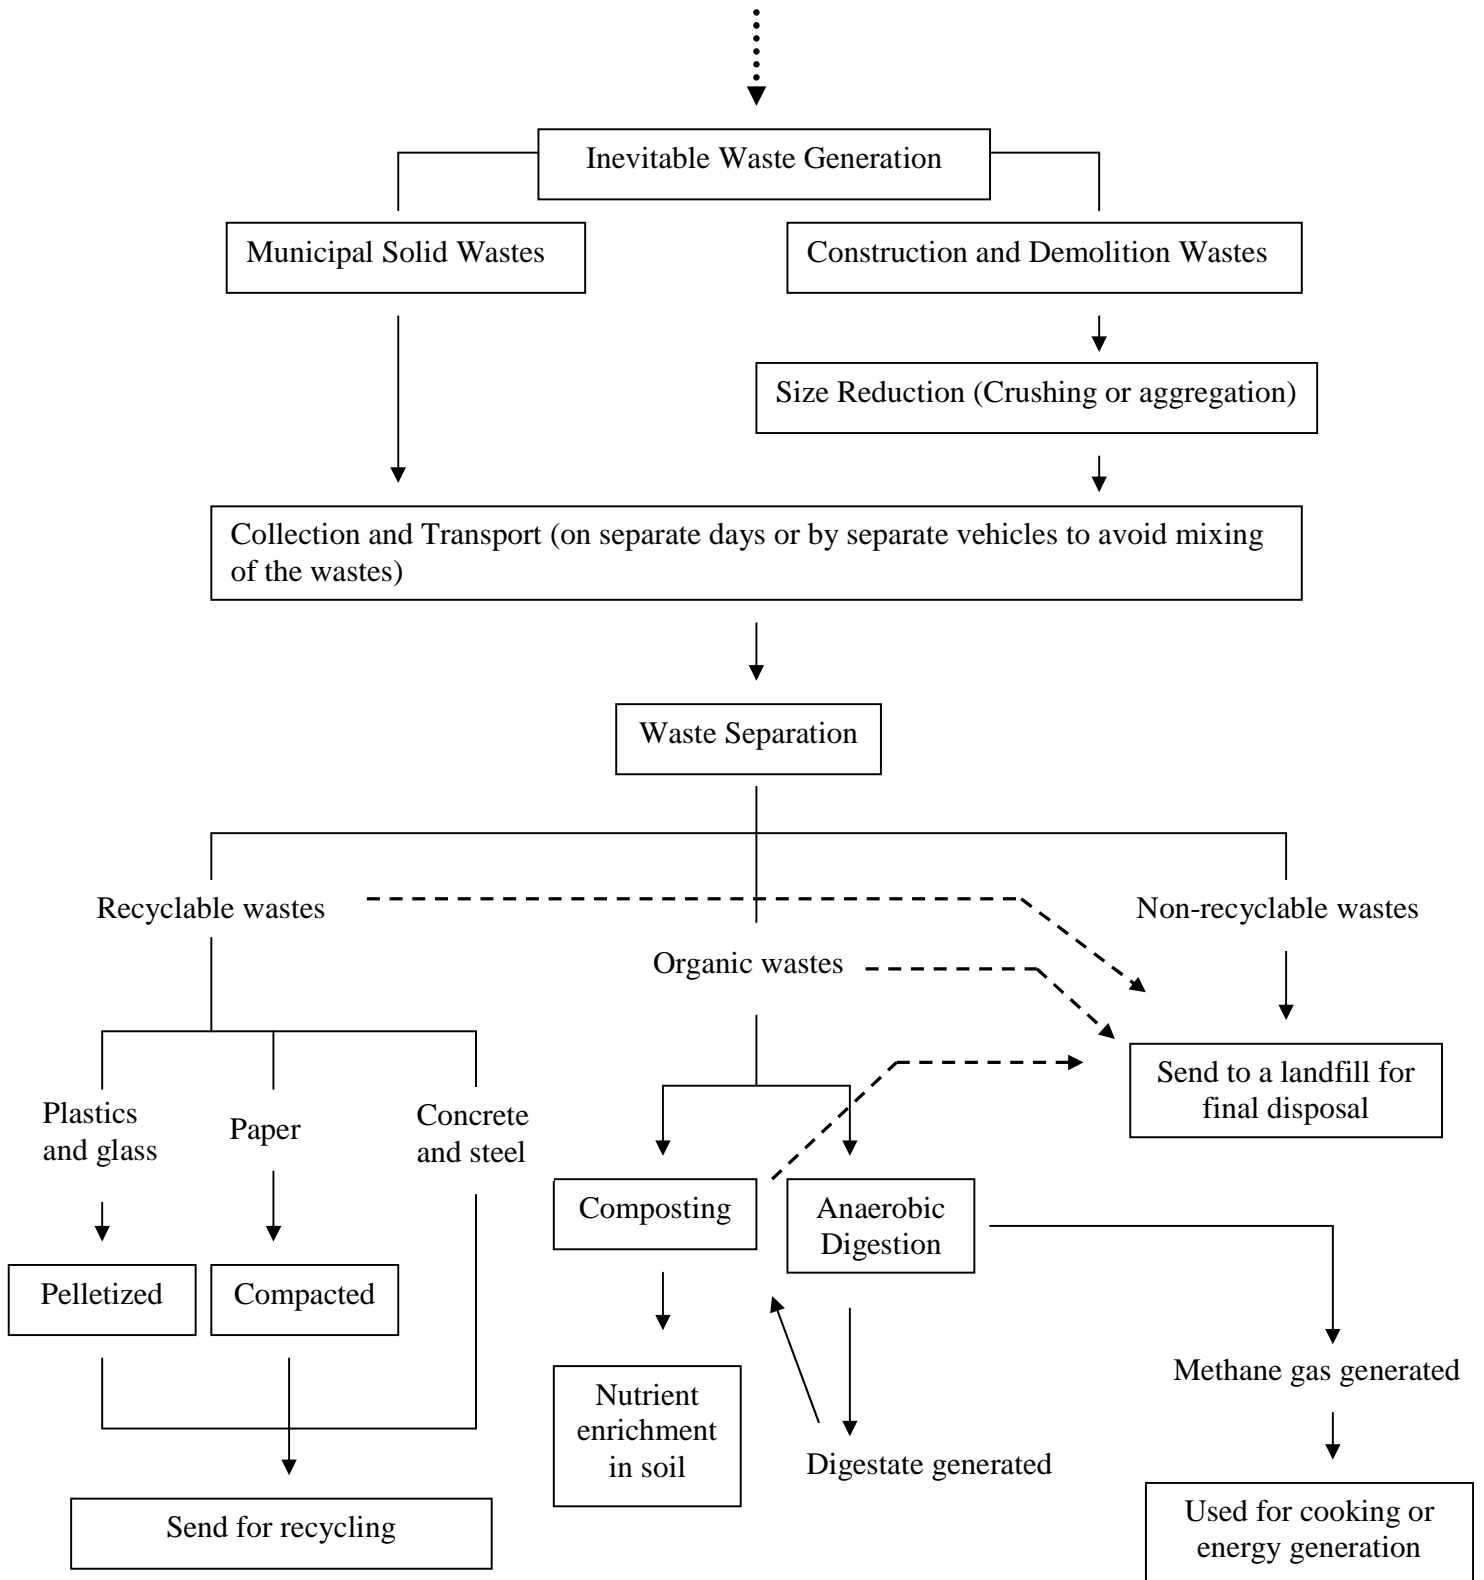 Inevitable Waste Generation
Municipal Solid Wastes
Construction and Demolition Wastes
Size Reduction (Crushing or aggregation)
Collection and Transport (on separate days or by separate vehicles to avoid mixing
of the wastes)
Waste Separation
Recyclable wastes
Non-recyclable wastes
Organic wastes
Send to a landfill for
final disposal
Plastics
and glass
Paper
Concrete
and steel
Composting
Anaerobic
Digestion
Pelletized
Compacted
Methane gas generated
Nutrient
enrichment
in soil
Digestate generated
Send for recycling
Used for cooking or
energy generation